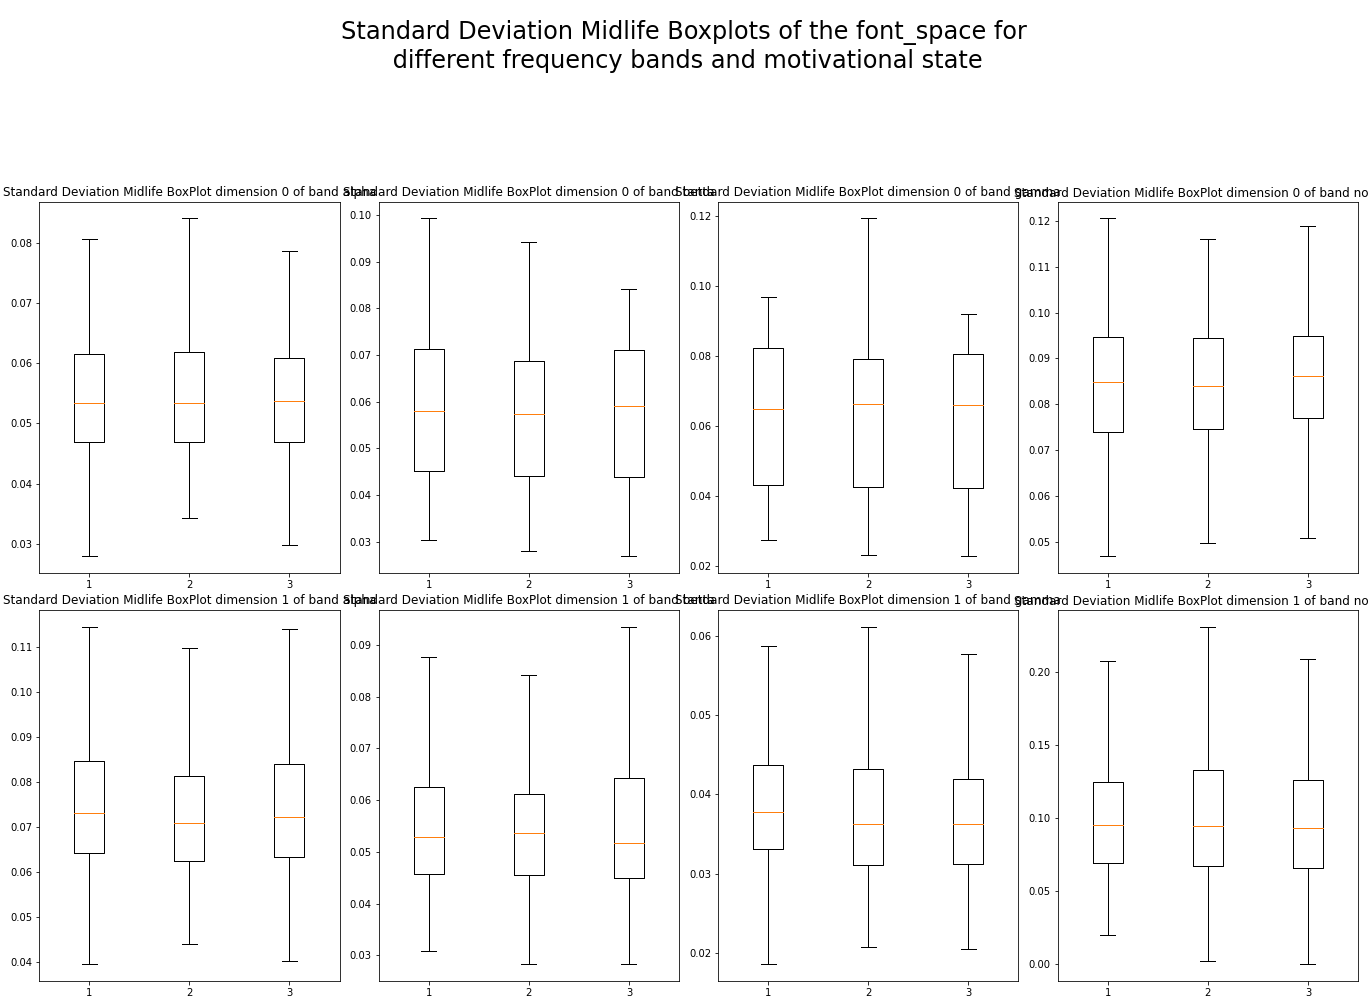 Standard Deviation Midlife Boxplots of the font_space for
different frequency bands and motivational state
Standard Deviation Midlife BoxPlot dimension 0 of band alpha
Standard Deviation Midlife BoxPlot dimension 0 of band beta
Standard Deviation Midlife BoxPlot dimension 0 of band gamma
Standard Deviation Midlife BoxPlot dimension 0 of band no
0.08
0.07
0.06
0.05
0.04
0.03
1 2 3
0.10
0.09
0.08
0.07
0.06
0.05
0.04
0.03
1 2 3
0.12
0.10
0.08
0.06
0.04
0.02
1 2 3
0.12
0.11
0.10
0.09
0.08
0.07
0.06
0.05
1 2 3
Standard Deviation Midlife BoxPlot dimension 1 of band alpha
Standard Deviation Midlife BoxPlot dimension 1 of band beta
Standard Deviation Midlife BoxPlot dimension 1 of band gamma
Standard Deviation Midlife BoxPlot dimension 1 of band no
0.11
0.10
0.09
0.08
0.07
0.06
0.05
0.04
1 2 3
0.09
0.08
0.07
0.06
0.05
0.04
0.03
1 2 3
0.06
0.05
0.04
0.03
0.02
1 2 3
0.20
0.15
0.10
0.05
0.00
1 2 3